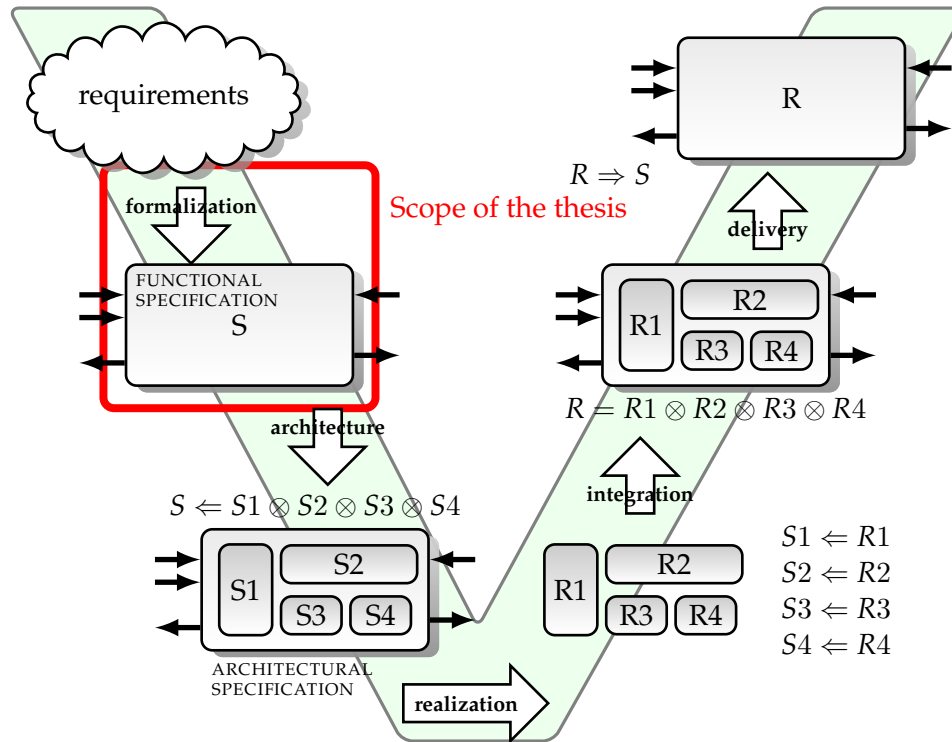 requirements
formalization
Scope of the thesis
FUNCTIONAL
SPECIFICATION
S
architecture
S ⇐ S1 ⊗ S2 ⊗ S3 ⊗ S4
S1
S2
S3
S4
ARCHITECTURAL
SPECIFICATION
realization
R1
R2
R3
R4
S1 ⇐ R1
S2 ⇐ R2
S3 ⇐ R3
S4 ⇐ R4
integration
R = R1 ⊗ R2 ⊗ R3 ⊗ R4
R1
R2
R3
R4
delivery
R ⇒ S
R